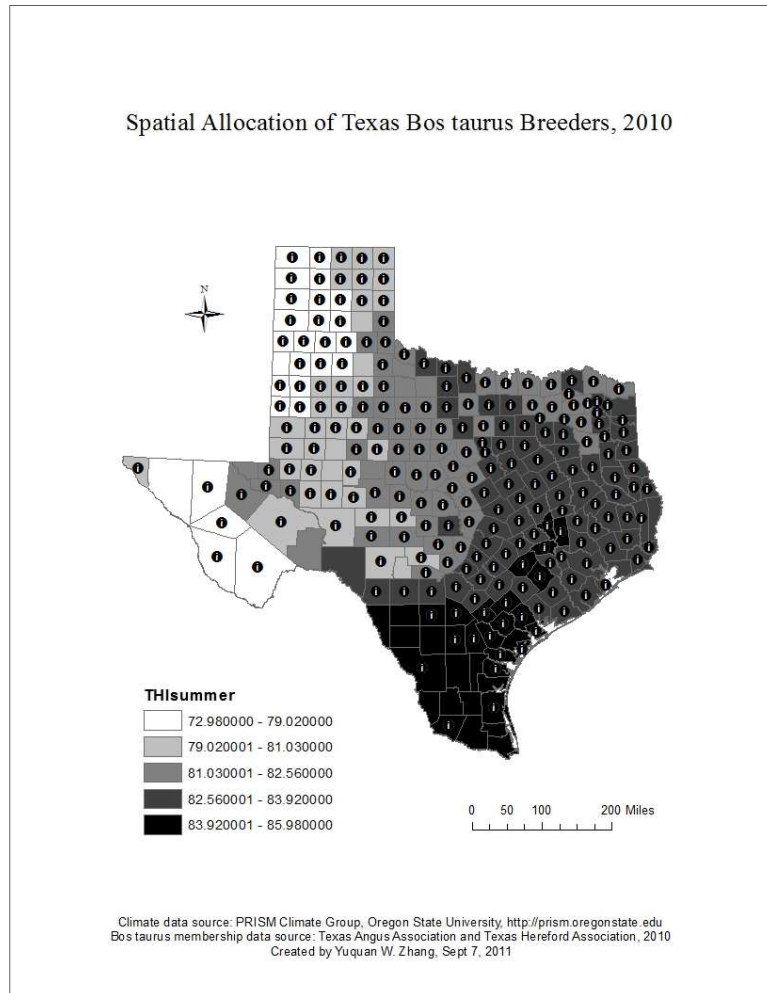 Spatial Allocation of Texas Bos taurus Breeders, 2010
N
THIsummer
72.980000 - 79.020000
79.020001 - 81.030000
81.030001 - 82.560000
82.560001 - 83.920000
83.920001 - 85.980000
0 50 100 200 Miles
Climate data source: PRISM Climate Group, Oregon State University, http://prism.oregonstate.edu
Bos taurus membership data source: Texas Angus Association and Texas Hereford Association, 2010
Created by Yuquan W. Zhang, Sept 7, 2011